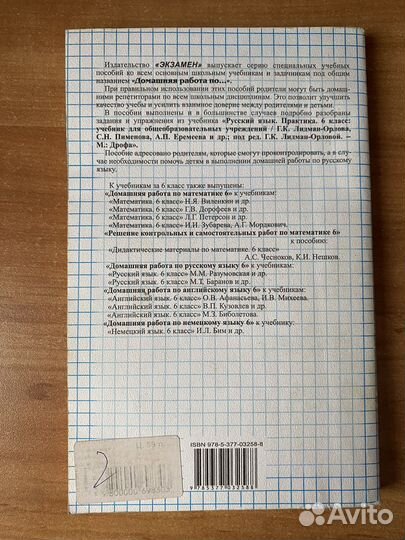 Издательство «ЭКЗАМЕН» выпускает серию специальных учебных
пособий ко всем основным школьным учебникам и задачникам под общим
названием «Домашняя работа по...».
При правильном использовании этих пособий родители могут быть домашними
репетиторами по всем школьным дисциплинам. Это позволит улучшить
качество учебы и усилить взаимное доверие между родителями и детьми.
В пособии выполнены и в большинстве случаев подробно разобраны
задания и упражнения из учебника «Русский язык. Практика. 6 класс:
учебник для общеобразовательных учреждений / Г.К. Лидман-Орлова,
С.Н. Пименова, А.П. Еремеева и др.; под ред. Г.К. Лидман-Орловой. –
М.: Дрофа».
Пособие адресовано родителям, которые смогут проконтролировать, а в случае
необходимости помочь детям в выполнении домашней работы по русскому
языку.
К учебникам за 6 класс также выпущены:
«Домашняя работа по математике 6» к учебникам:
«Математика. 6 класс» Н.Я. Виленкин и др.
«Математика. 6 класс» Г.В. Дорофеев и др.
«Математика. 6 класс» Л.Г. Петерсон и др.
«Математика. 6 класс» И.И. Зубарева, А.Г. Мордкович.
«Решение контрольных и самостоятельных работ по математике 6»
к пособию:
«Дидактические материалы по математике. 6 класс»
А.С. Чесноков, К.И. Нешков.
«Домашняя работа по русскому языку 6» к учебникам:
«Русский язык. 6 класс» М.М. Разумовская и др.
«Русский язык. 6 класс» М.Т. Баранов и др.
«Домашняя работа по английскому языку 6» к учебникам:
«Английский язык. 6 класс» О.В. Афанасьева, И.В. Михеева.
«Английский язык. 6 класс» В.П. Кузовлев и др.
«Английский язык. 6 класс» М.З. Биболетова.
«Домашняя работа по немецкому языку 6» к учебнику:
«Немецкий язык. 6 класс» И.Л. Бим и др.
ISBN 978-5-377-03258-8
9 785377 032588
2
Avito